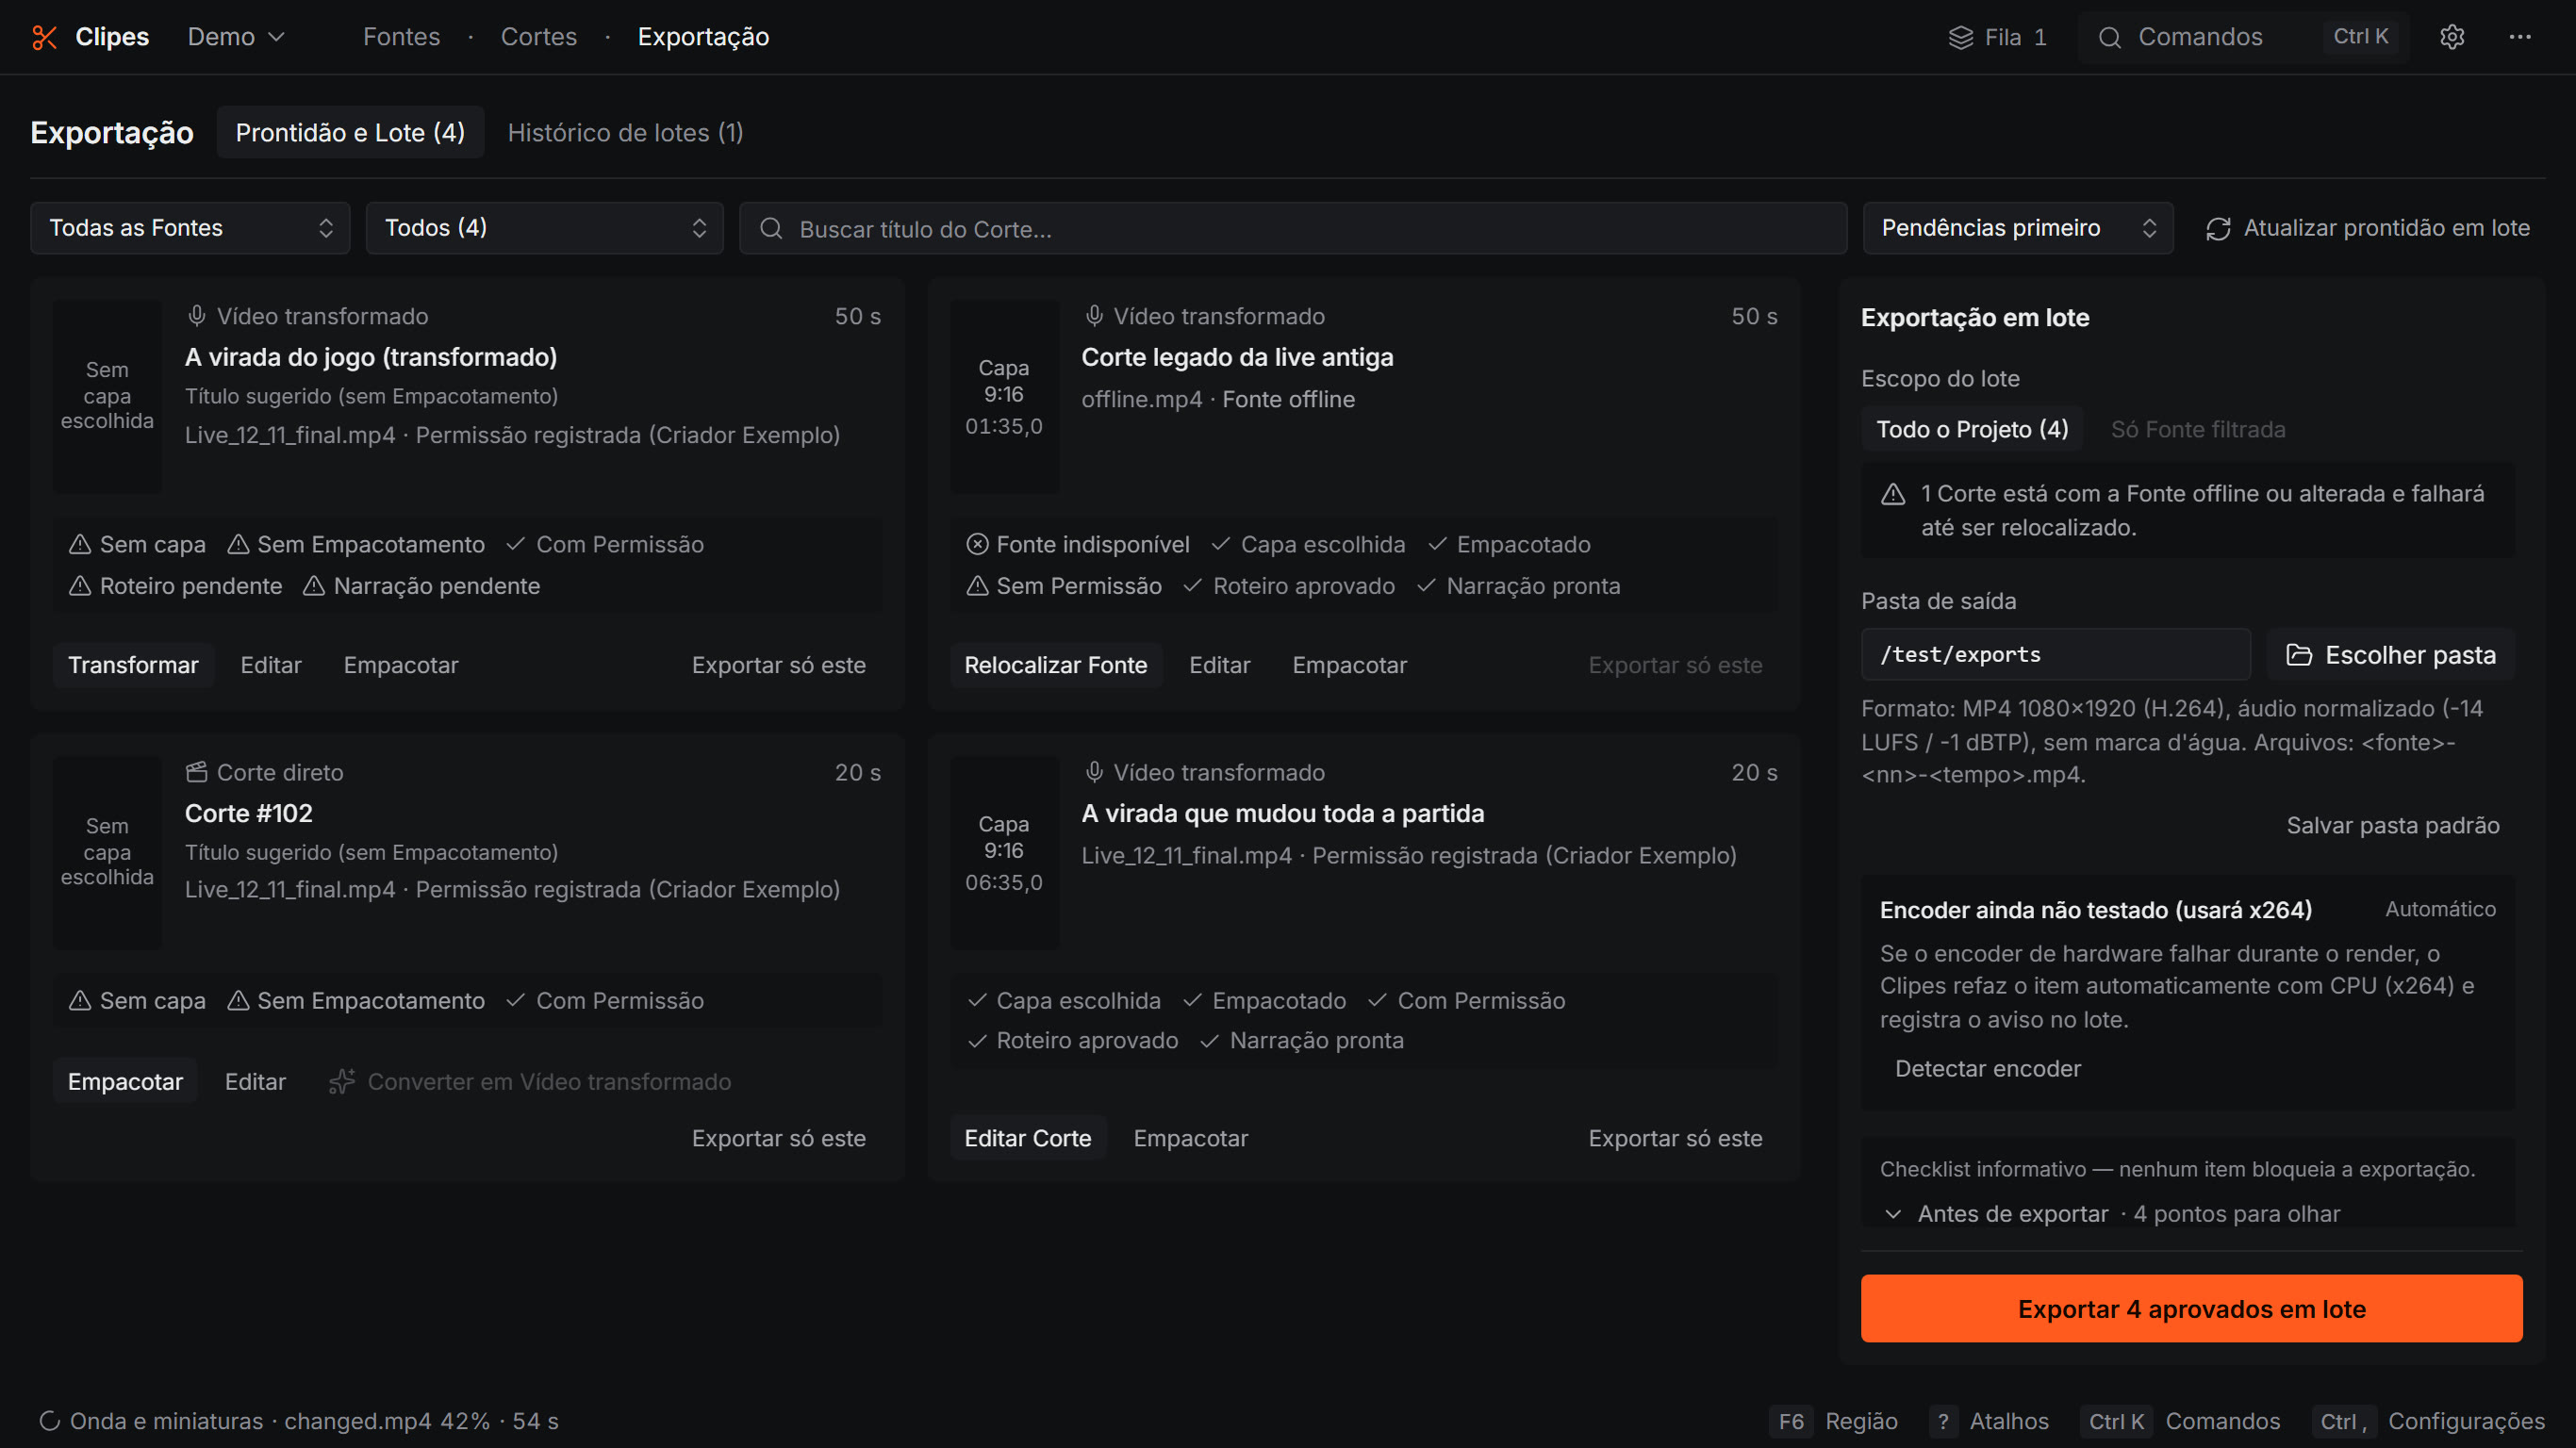 Clipes Demo Fontes · Cortes · Exportação Fila 1 Comandos Ctrl K
Exportação Prontidão e Lote (4) Histórico de lotes (1)
Todas as Fontes Todos (4) Buscar título do Corte... Pendências primeiro Atualizar prontidão em lote
Sem
capa
escolhida
Vídeo transformado 50 s
A virada do jogo (transformado)
Título sugerido (sem Empacotamento)
Live_12_11_final.mp4 · Permissão registrada (Criador Exemplo)
Sem capa Sem Empacotamento Com Permissão
Roteiro pendente Narração pendente
Transformar Editar Empacotar Exportar só este
Capa
9:16
01:35,0
Vídeo transformado 50 s
Corte legado da live antiga
offline.mp4 · Fonte offline
Fonte indisponível Capa escolhida Empacotado
Sem Permissão Roteiro aprovado Narração pronta
Relocalizar Fonte Editar Empacotar Exportar só este
Sem
capa
escolhida
Corte direto 20 s
Corte #102
Título sugerido (sem Empacotamento)
Live_12_11_final.mp4 · Permissão registrada (Criador Exemplo)
Sem capa Sem Empacotamento Com Permissão
Empacotar Editar Converter em Vídeo transformado
Exportar só este
Capa
9:16
06:35,0
Vídeo transformado 20 s
A virada que mudou toda a partida
Live_12_11_final.mp4 · Permissão registrada (Criador Exemplo)
Capa escolhida Empacotado Com Permissão
Roteiro aprovado Narração pronta
Editar Corte Empacotar Exportar só este
Exportação em lote
Escopo do lote
Todo o Projeto (4) Só Fonte filtrada
1 Corte está com a Fonte offline ou alterada e falhará
até ser relocalizado.
Pasta de saída
/test/exports Escolher pasta
Formato: MP4 1080×1920 (H.264), áudio normalizado (-14
LUFS / -1 dBTP), sem marca d'água. Arquivos: <fonte>-
<nn>-<tempo>.mp4.
Salvar pasta padrão
Encoder ainda não testado (usará x264) Automático
Se o encoder de hardware falhar durante o render, o
Clipes refaz o item automaticamente com CPU (x264) e
registra o aviso no lote.
Detectar encoder
Checklist informativo — nenhum item bloqueia a exportação.
Antes de exportar · 4 pontos para olhar
Exportar 4 aprovados em lote
Onda e miniaturas · changed.mp4 42% · 54 s F6 Região ? Atalhos Ctrl K Comandos Ctrl , Configurações